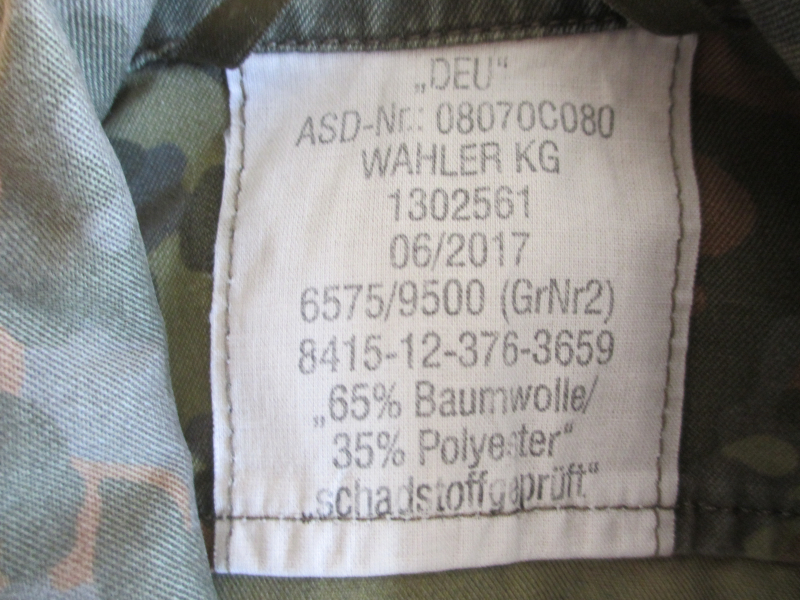 „DEU“
ASD-Nr.: 08070C080
WAHLER KG
1302561
06/2017
6575/9500 (GrNr2)
8415-12-376-3659
„65% Baumwolle/
35% Polyester“
„schadstoffgeprüft“